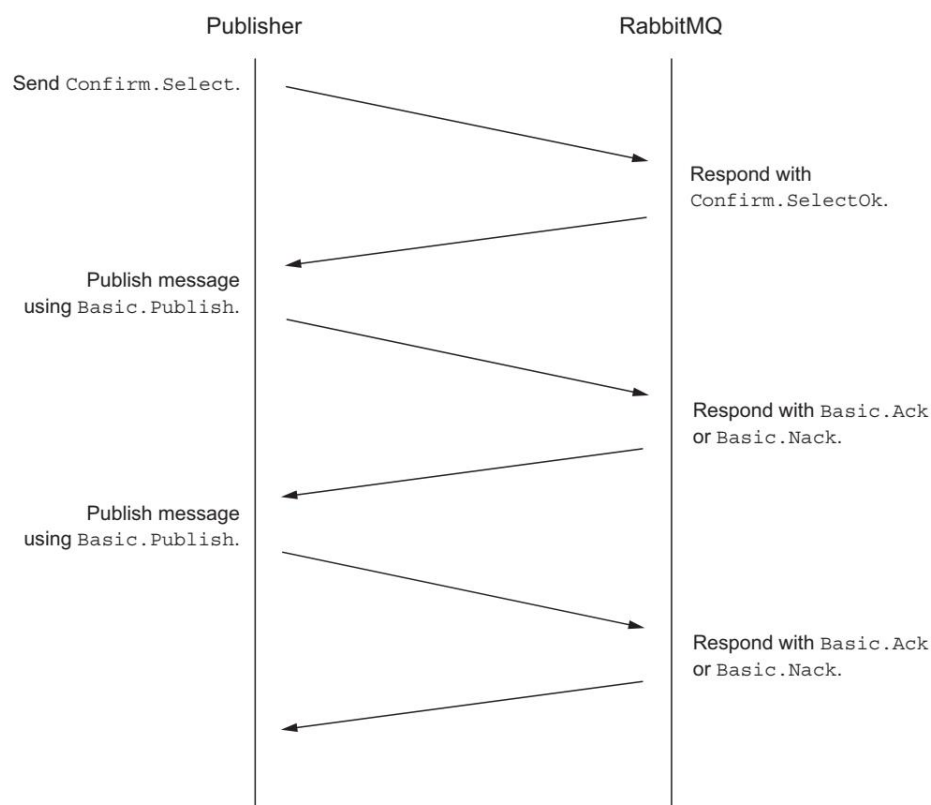 Publisher
RabbitMQ
Send Confirm.Select.
Respond with
Confirm.SelectOk.
Publish message
using Basic.Publish.
Respond with Basic.Ack
or Basic.Nack.
Publish message
using Basic.Publish.
Respond with Basic.Ack
or Basic.Nack.